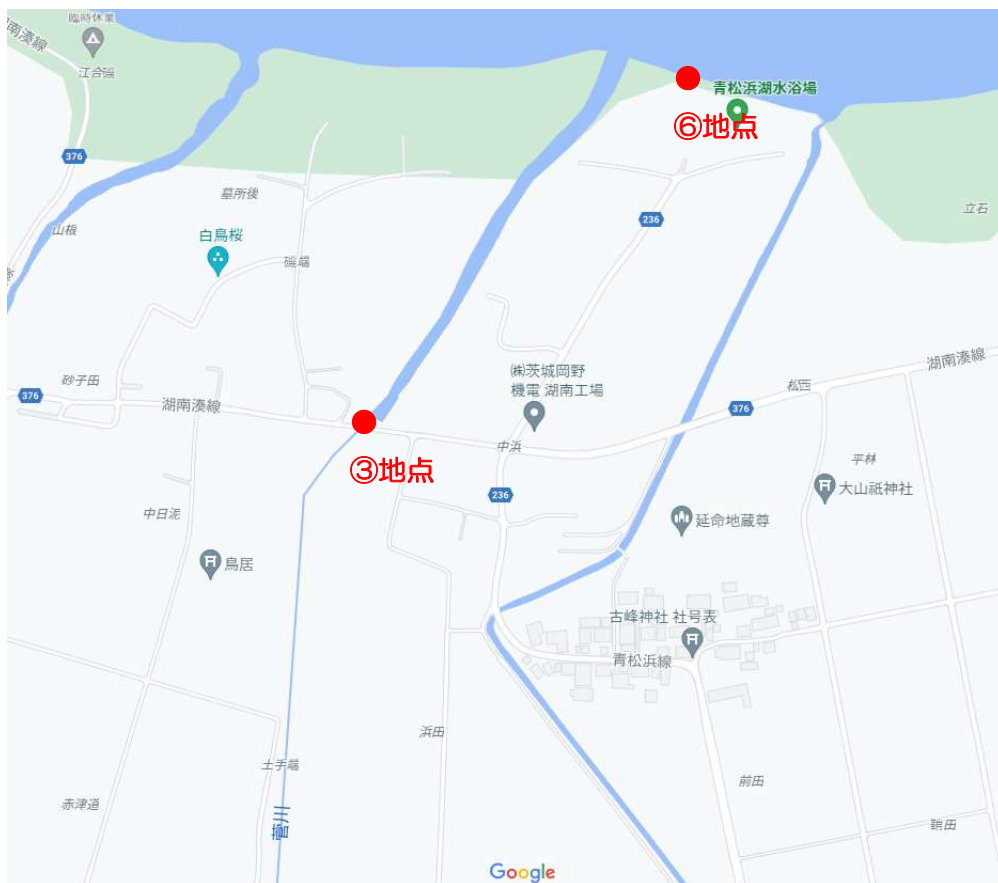 臨時休業
湖南湊線
江合磯
376
山根
墓所後
白鳥桜
磯端
青松浜湖水浴場
⑥地点
236
立石
砂子田
376
湖南湊線
㈱茨城岡野
機電 湖南工場
松西
湖南湊線
376
中浜
③地点
236
平林
大山祇神社
中日泥
延命地蔵尊
鳥居
古峰神社 社号表
青松浜線
浜田
土手端
前田
赤津道
菅川
Google